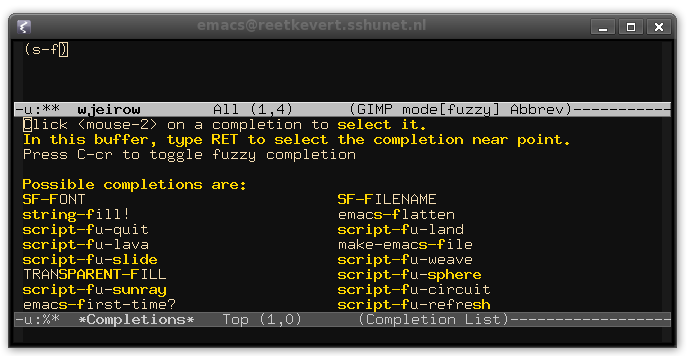 emacs@reetkevert.sshunet.nl
(s-f)
-u:** wjeirow All (1,4) (GIMP mode[fuzzy] Abbrev)-----------
Click <mouse-2> on a completion to select it.
In this buffer, type RET to select the completion near point.
Press C-cr to toggle fuzzy completion
Possible completions are:
SF-FONT SF-FILENAME
string-fill! emacs-flatten
script-fu-quit script-fu-land
script-fu-lava make-emacs-file
script-fu-slide script-fu-weave
TRANSPARENT-FILL script-fu-sphere
script-fu-sunray script-fu-circuit
emacs-first-time? script-fu-refresh
-u:%* *Completions* Top (1,0) (Completion List)------------------